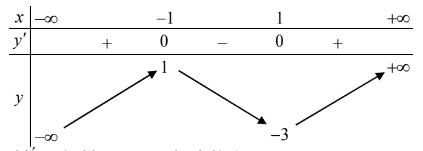 x −∞ −1 1 +∞
y' + 0 − 0 +
1 +∞
y
−∞ −3